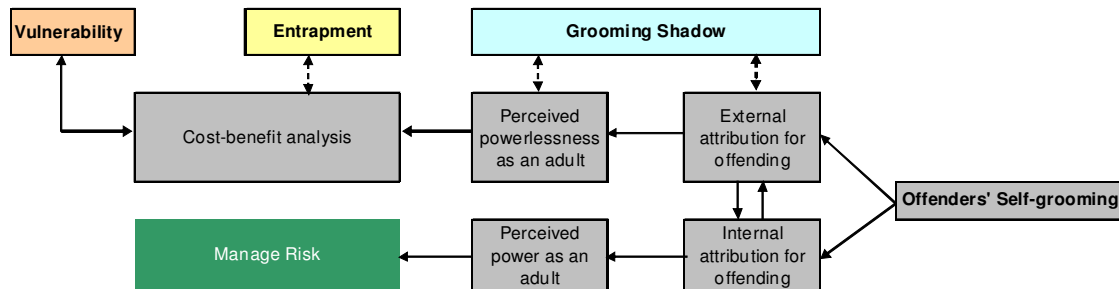 Vulnerability
Entrapment
Grooming Shadow
Cost-benefit analysis
Perceived
powerlessness
as an adult
External
attribution for
offending
Offenders' Self-grooming
Manage Risk
Perceived
power as an
adult
Internal
attribution for
offending